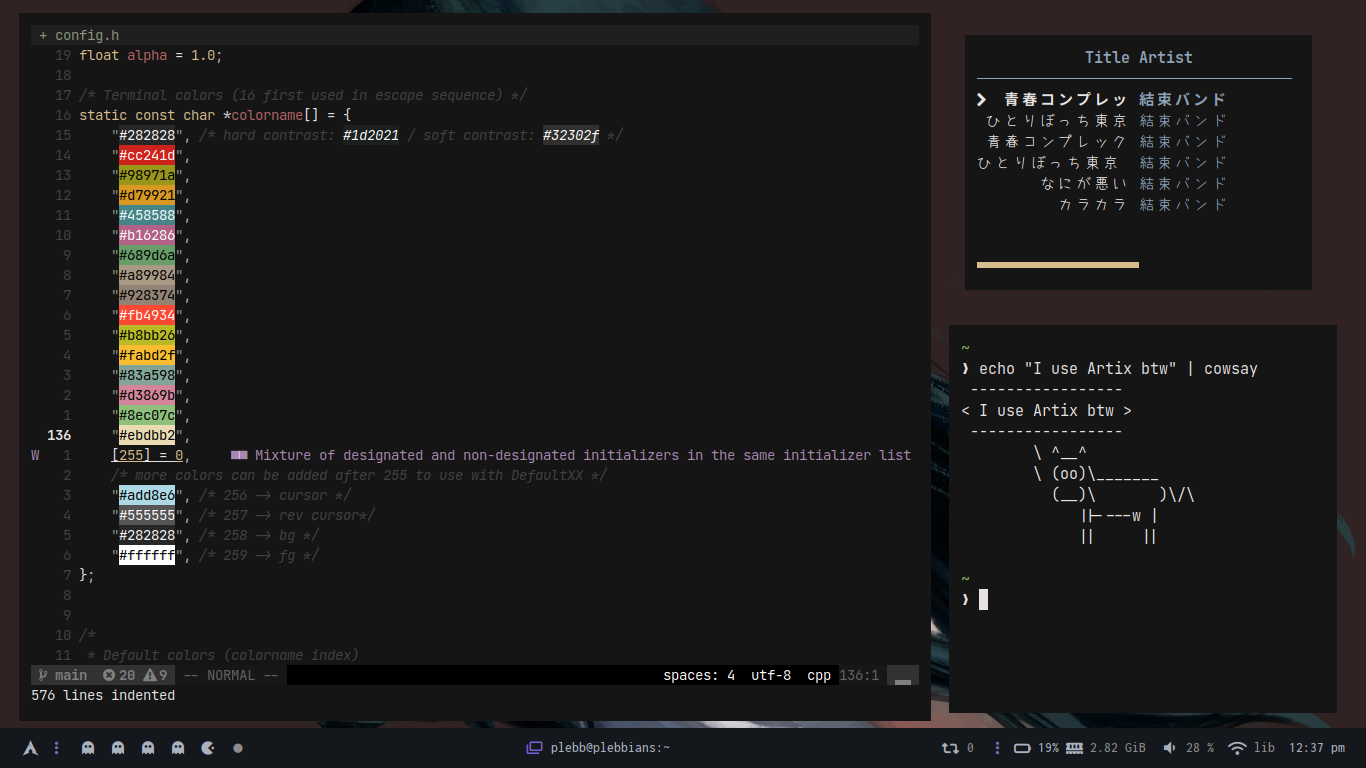 + config.h
19 float alpha = 1.0;
18
17 /* Terminal colors (16 first used in escape sequence) */
16 static const char *colorname[] = {
15 "#282828", /* hard contrast: #1d2021 / soft contrast: #32302f */
14 "#cc241d",
13 "#98971a",
12 "#d79921",
11 "#458588",
10 "#b16286",
9 "#689d6a",
8 "#a89984",
7 "#928374",
6 "#fb4934",
5 "#b8bb26",
4 "#fabd2f",
3 "#83a598",
2 "#d3869b",
1 "#8ec07c",
136 "#ebdbb2",
W 1 [255] = 0, ■■ Mixture of designated and non-designated initializers in the same initializer list
2 /* more colors can be added after 255 to use with DefaultXX */
3 "#add8e6", /* 256 -> cursor */
4 "#555555", /* 257 -> rev cursor*/
5 "#282828", /* 258 -> bg */
6 "#ffffff", /* 259 -> fg */
7 };
8
9
10 /*
11 * Default colors (colorname index)
main 20 9 -- NORMAL -- spaces: 4 utf-8 cpp 136:1
576 lines indented
Title Artist
❯ 青春コンプレッ 結束バンド
ひとりぼっち東京 結束バンド
青春コンプレック 結束バンド
ひとりぼっち東京 結束バンド
なにが悪い 結束バンド
カラカラ 結束バンド
~
❯ echo "I use Artix btw" | cowsay
-----------------
< I use Artix btw >
-----------------
\ ^__^
\ (oo)\_______
(__)\ )\/\
||----w |
|| ||
~
❯
plebb@plebbians:~
0 19% 2.82 GiB 28 % lib 12:37 pm